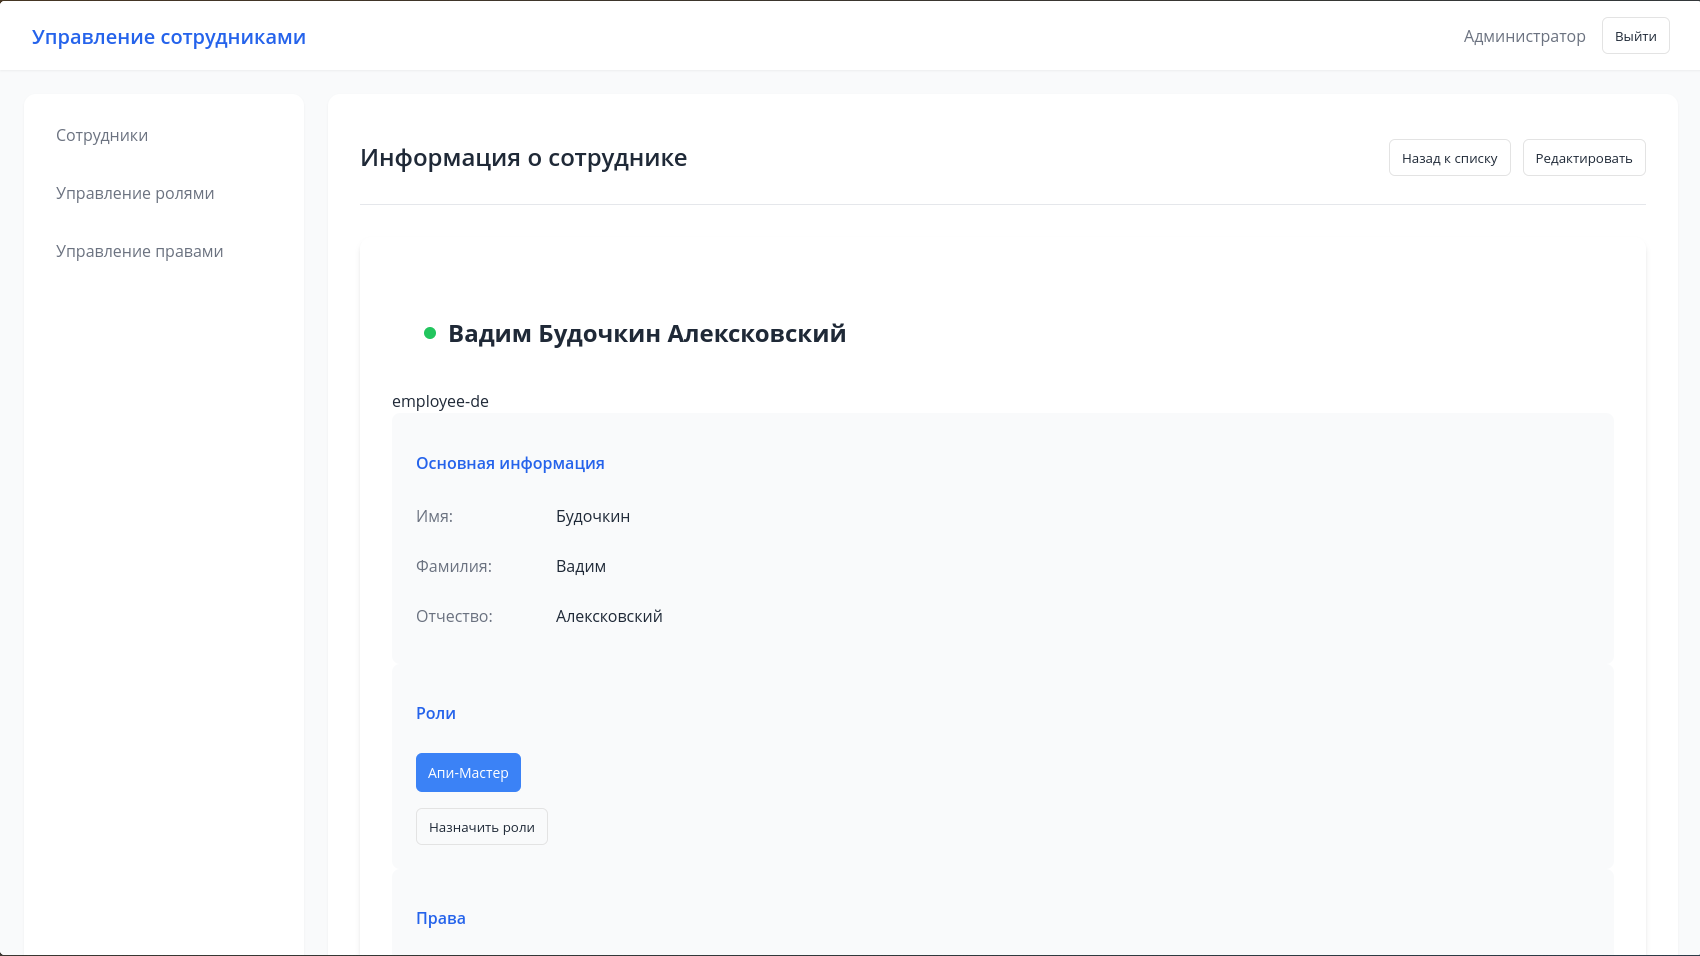 Управление сотрудниками
Администратор
Выйти
Сотрудники
Управление ролями
Управление правами
Информация о сотруднике
Назад к списку
Редактировать
Вадим Будочкин Алексковский
employee-de
Основная информация
Имя: Будочкин
Фамилия: Вадим
Отчество: Алексковский
Роли
Апи-Мастер
Назначить роли
Права